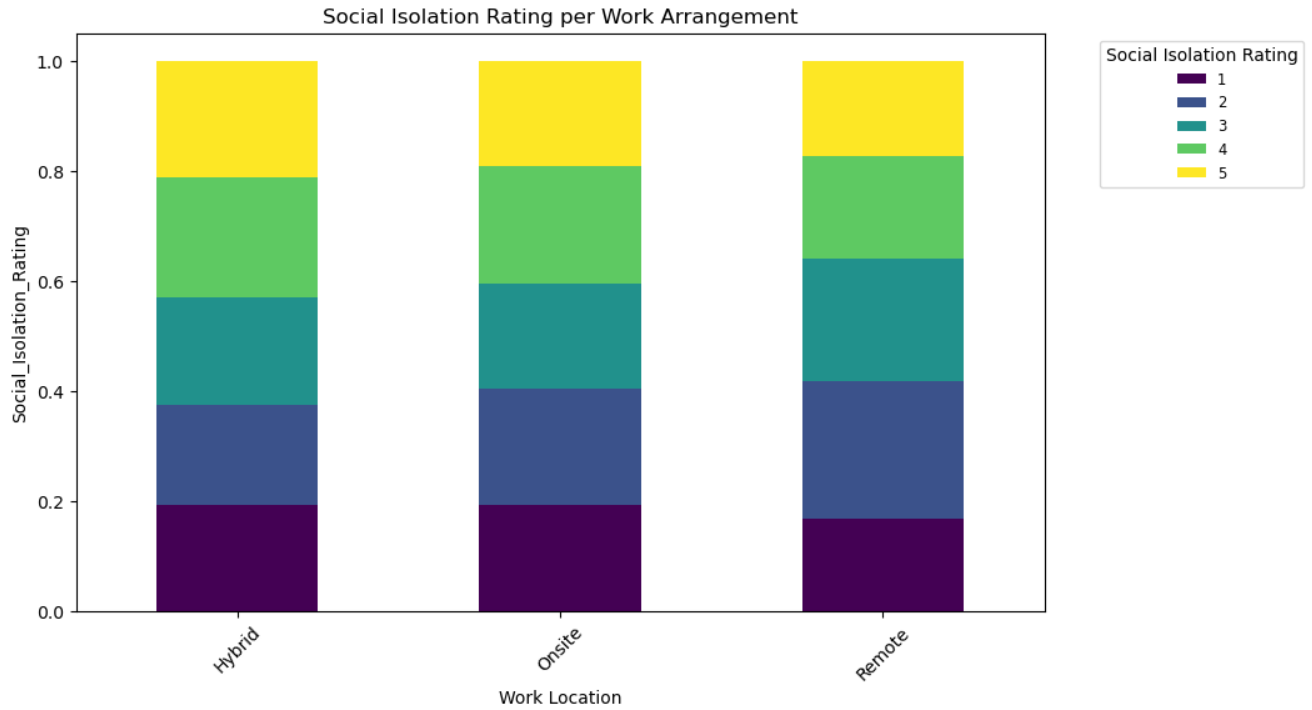 Social Isolation Rating per Work Arrangement
Social_Isolation_Rating
1.0
0.8
0.6
0.4
0.2
0.0
Hybrid
Onsite
Remote
Work Location
Social Isolation Rating
1
2
3
4
5